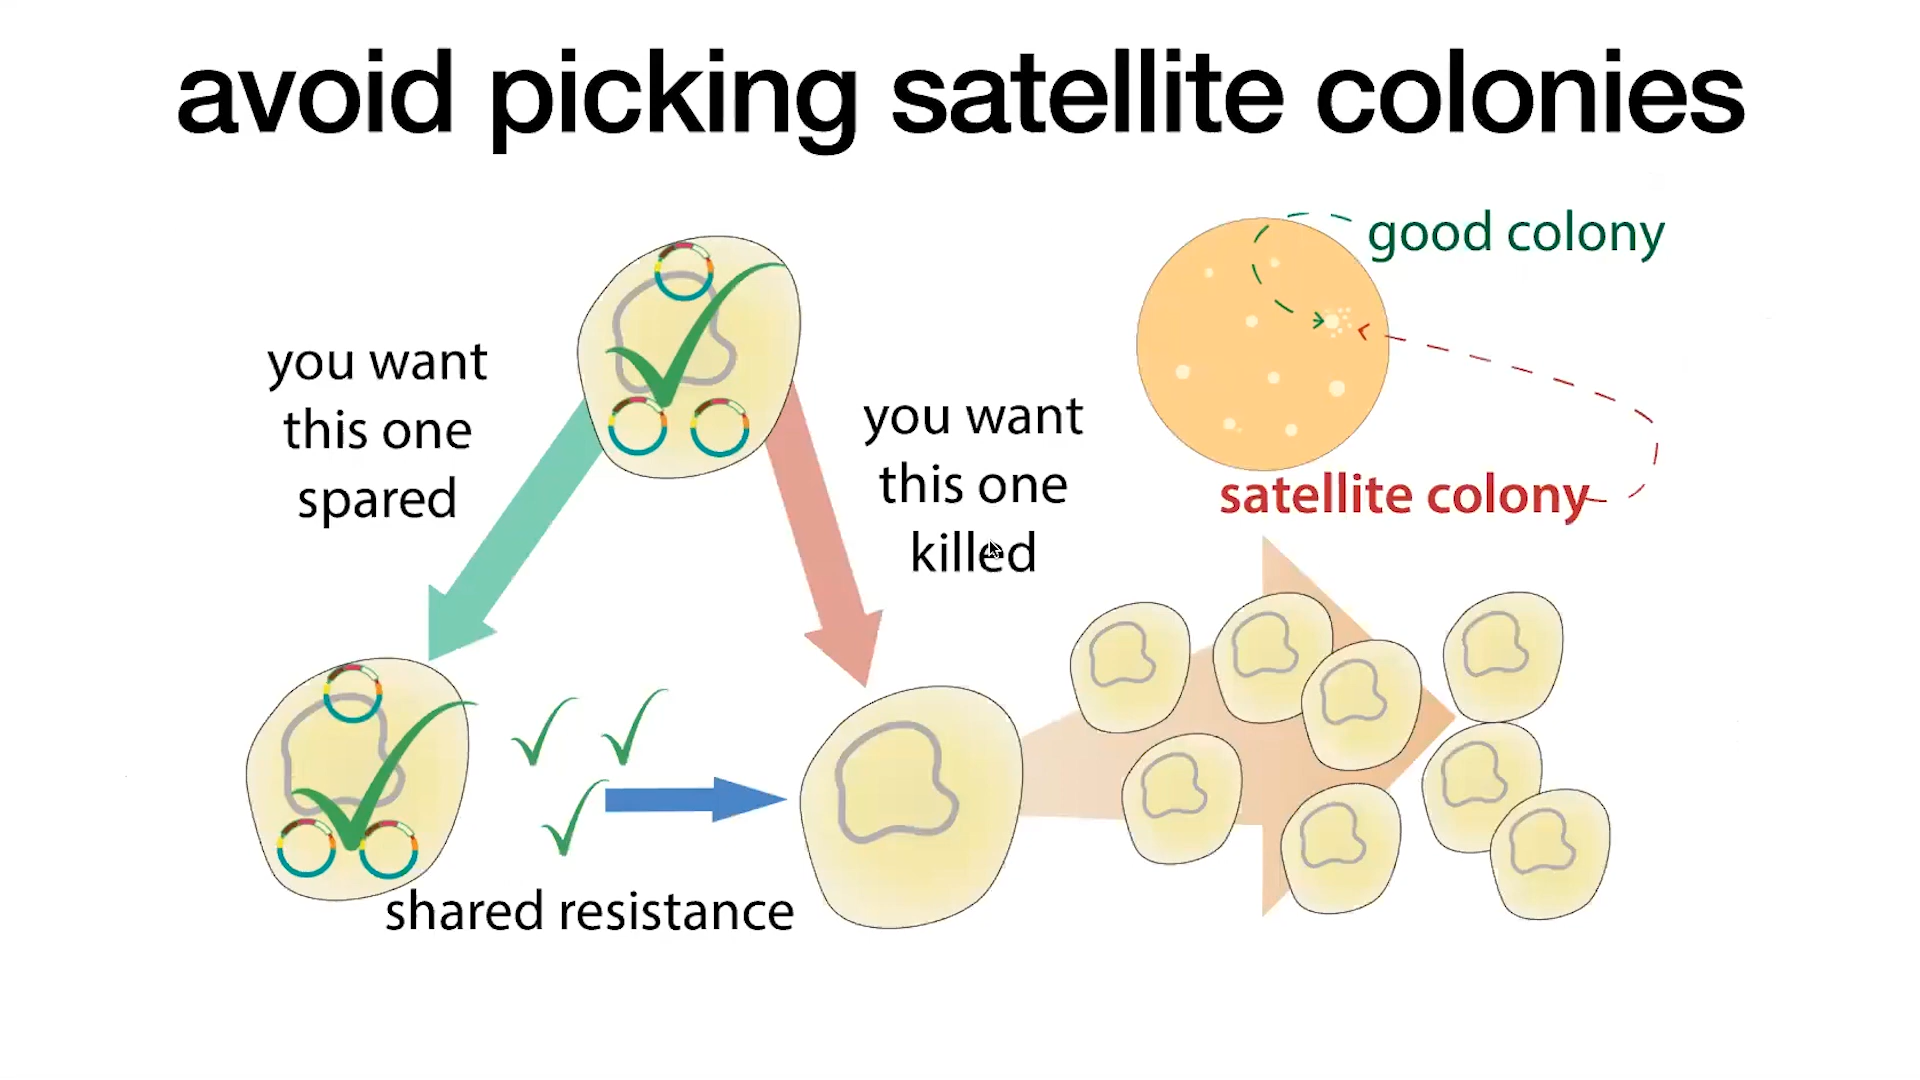 avoid picking satellite colonies
good colony
you want
this one
spared
you want
this one
killed
satellite colony
shared resistance